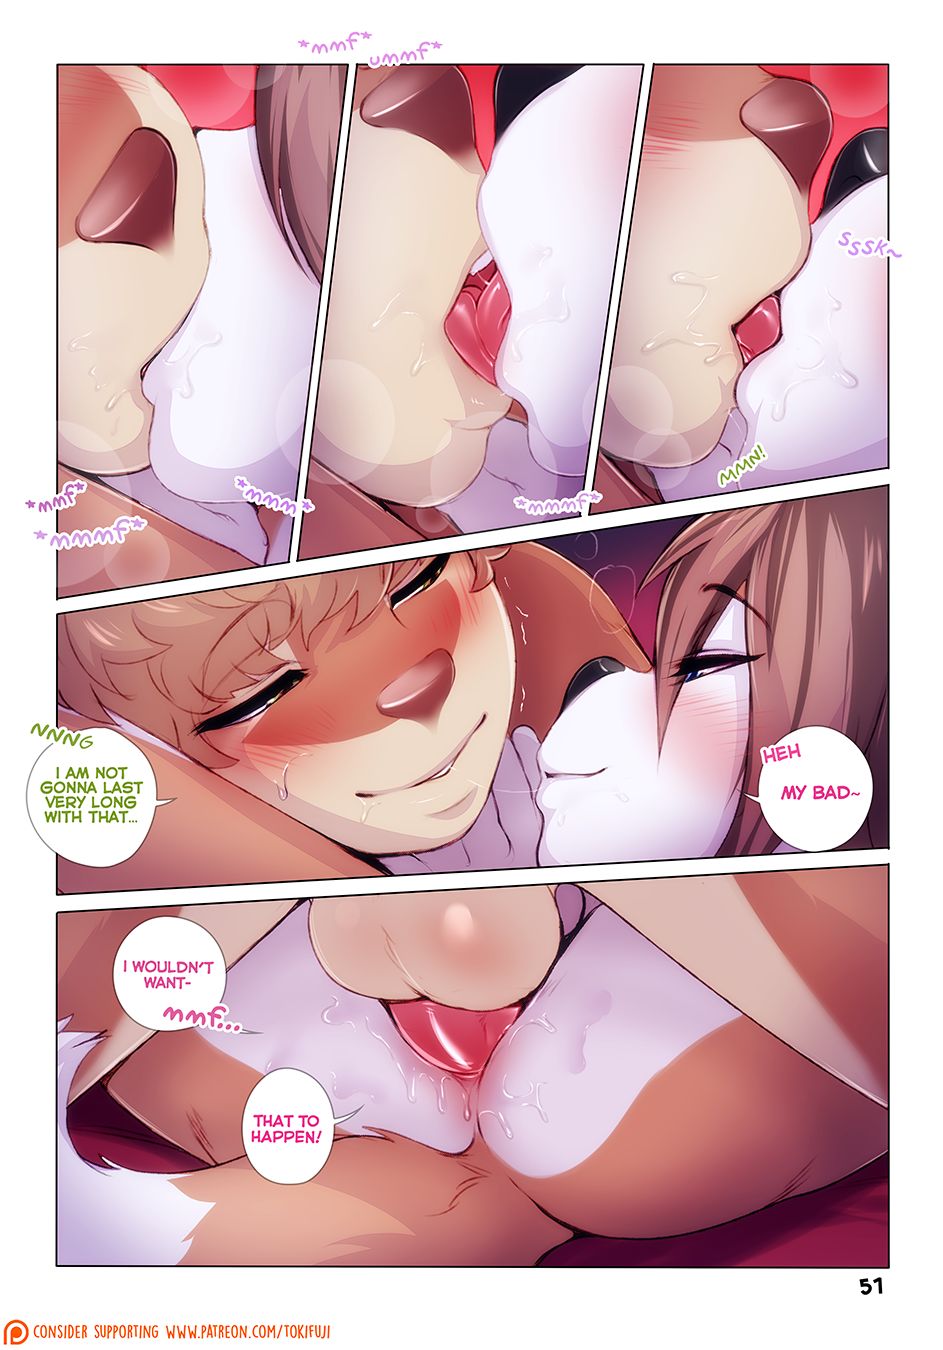 *mmf*
ummf*
SSSK~
MMN!
*mmf*
*mmmf*
*mmm*
*mmmf*
NNNG
I AM NOT
GONNA LAST
VERY LONG
WITH THAT...
HEH
MY BAD~
I WOULDN'T
WANT-
mmf...
THAT TO
HAPPEN!
51
CONSIDER SUPPORTING WWW.PATREON.COM/TOKIFUJI